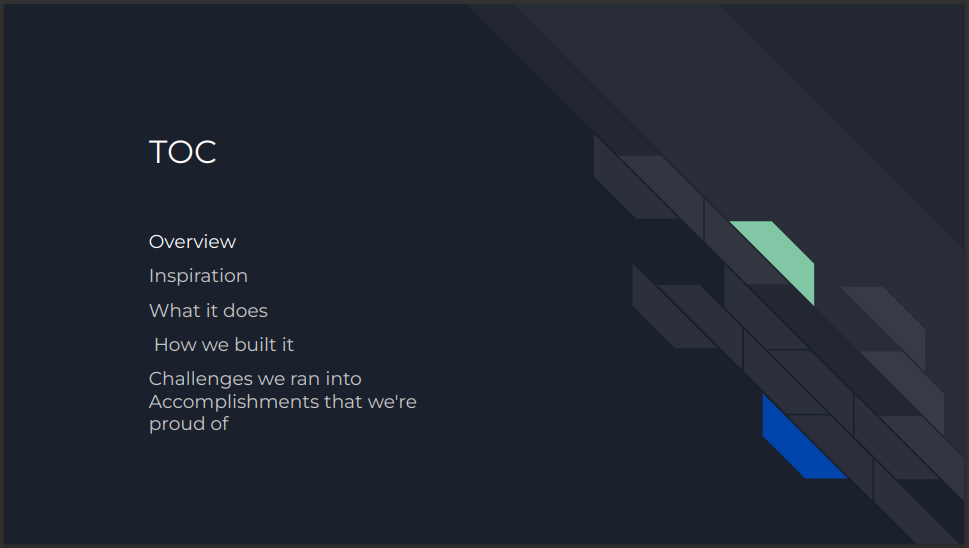 TOC
Overview
Inspiration
What it does
How we built it
Challenges we ran into
Accomplishments that we're
proud of